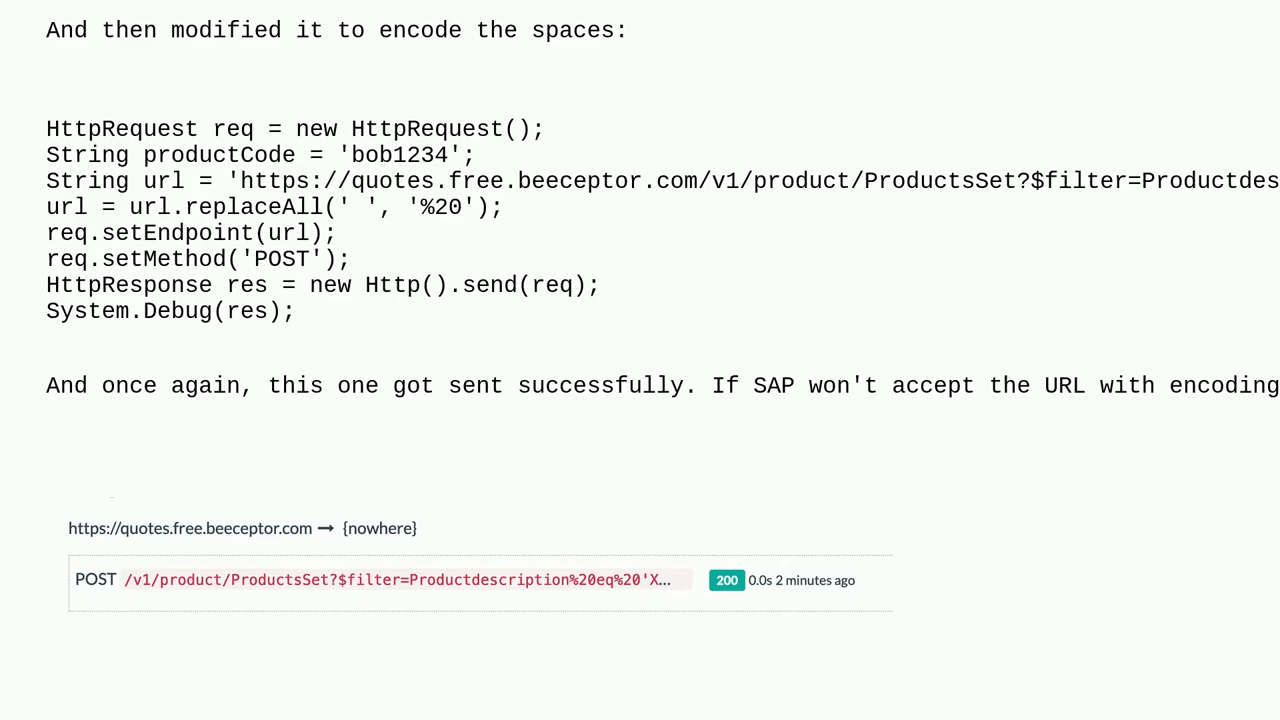 And then modified it to encode the spaces:
HttpRequest req = new HttpRequest();
String productCode = 'bob1234';
String url = 'https://quotes.free.beeceptor.com/v1/product/ProductsSet?$filter=Productdes
url = url.replaceAll(' ', '%20');
req.setEndpoint(url);
req.setMethod('POST');
HttpResponse res = new Http().send(req);
System.Debug(res);
And once again, this one got sent successfully. If SAP won't accept the URL with encoding
https://quotes.free.beeceptor.com → {nowhere}
POST /v1/product/ProductsSet?$filter=Productdescription%20eq%20'X... 200 0.0s 2 minutes ago